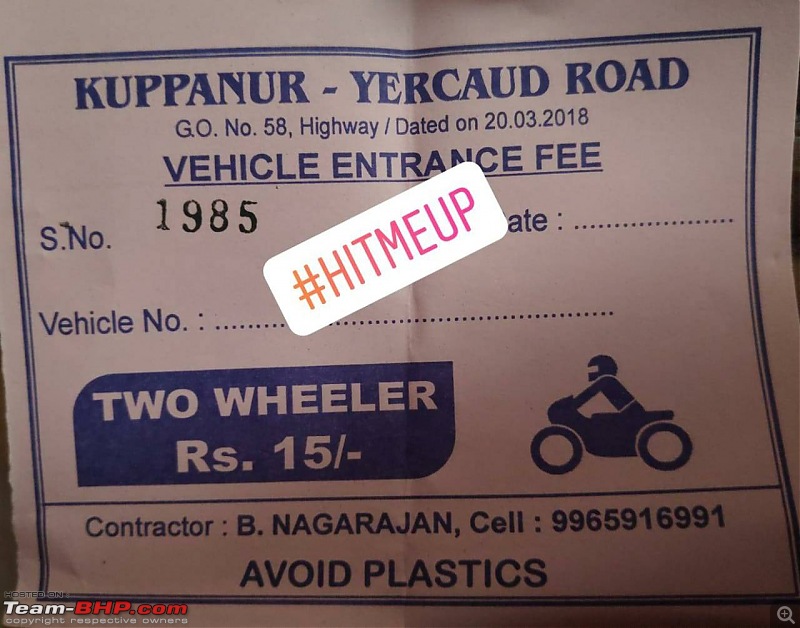 KUPPANUR - YERCAUD ROAD
G.O. No. 58, Highway / Dated on 20.03.2018
VEHICLE ENTRANCE FEE
S.No. 1985 ate : .....................
#HITMEUP
Vehicle No. : ..................................................
TWO WHEELER
Rs. 15/-
Contractor : B. NAGARAJAN, Cell : 9965916991
AVOID PLASTICS
HOSTED ON :
Team-BHP.com
copyright respective owners